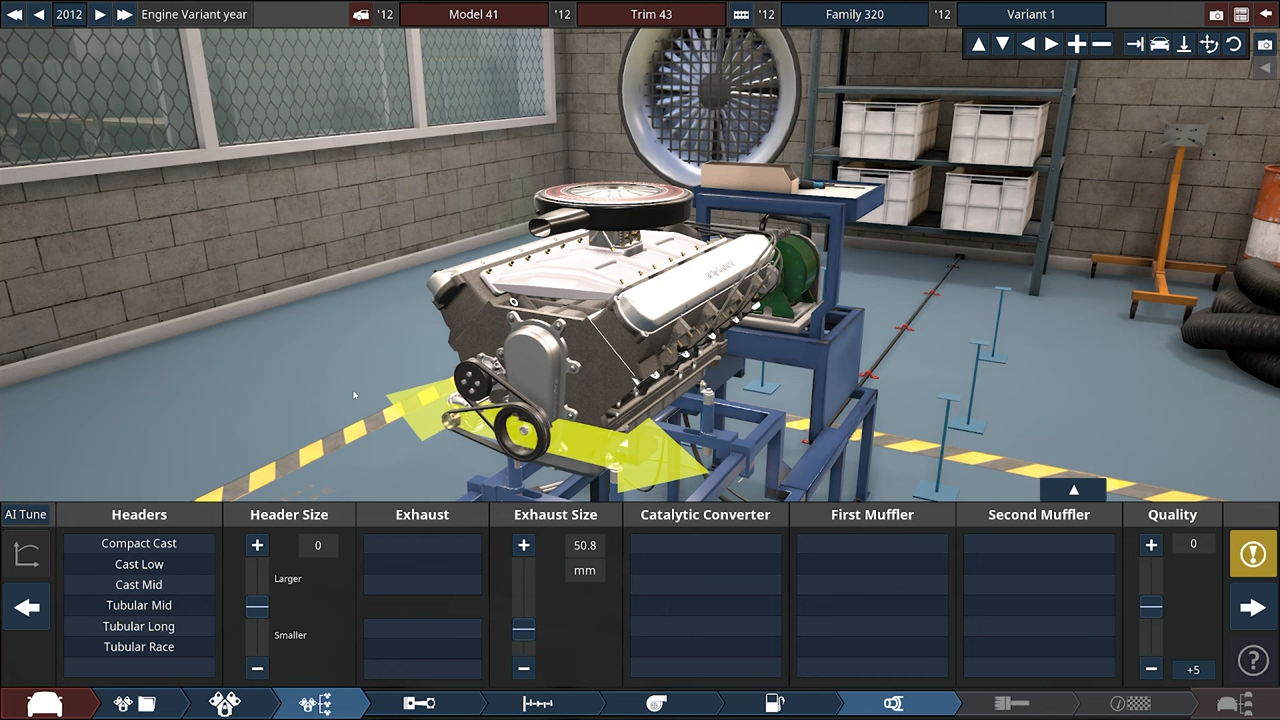 2012 Engine Variant year '12 Model 41 '12 Trim 43 '12 Family 320 '12 Variant 1
AI Tune Headers Header Size Exhaust Exhaust Size Catalytic Converter First Muffler Second Muffler Quality
Compact Cast
Cast Low
Cast Mid
Tubular Mid
Tubular Long
Tubular Race
+ 0
Larger
Smaller
−
+ 50.8
mm
−
+ 0
− +5
?